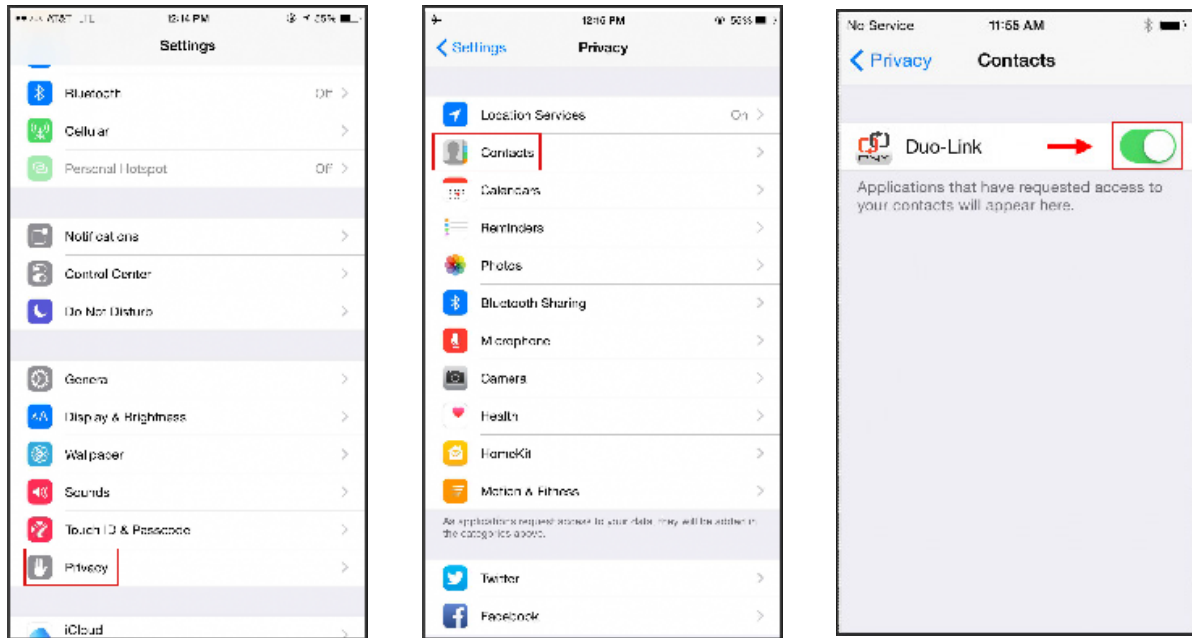 12:14 PM
Settings
Bluetooth Off
Cellular
Personal Hotspot Off
Notifications
Control Center
Do Not Disturb
General
Display & Brightness
Wallpaper
Sounds
Touch ID & Passcode
Privacy
iCloud
12:16 PM
Settings Privacy
Location Services On
Contacts
Calendars
Reminders
Photos
Bluetooth Sharing
Microphone
Camera
Health
HomeKit
Motion & Fitness
As applications request access to your data, they will be added in
the categories above.
Twitter
Facebook
No Service 11:55 AM
Privacy Contacts
Duo-Link
Applications that have requested access to
your contacts will appear here.